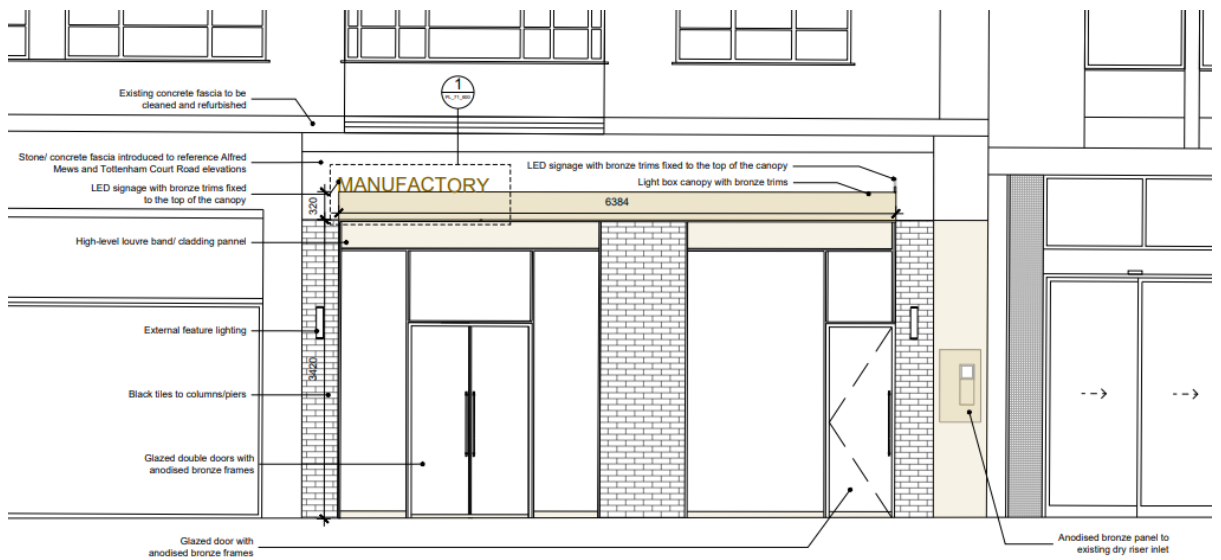 1
Existing concrete fascia to be
cleaned and refurbished
Stone/ concrete fascia introduced to reference Alfred
Mews and Tottenham Court Road elevations
LED signage with bronze trims fixed to the top of the canopy
LED signage with bronze trims fixed
to the top of the canopy
MANUFACTORY
Light box canopy with bronze trims
320
6384
High-level louvre band/ cladding pannel
External feature lighting
3420
Black tiles to columns/piers
Glazed double doors with
anodised bronze frames
Glazed door with
anodised bronze frames
Anodised bronze panel to
existing dry riser inlet